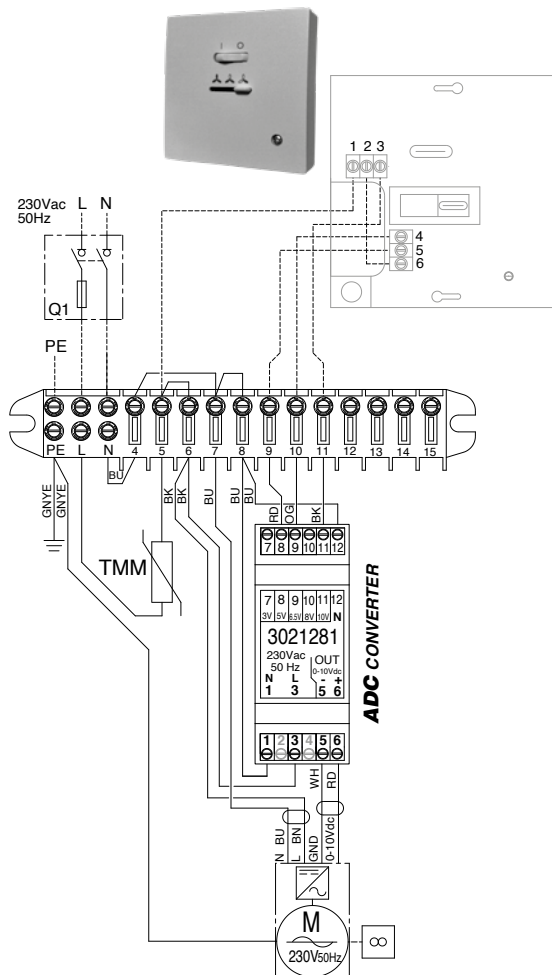 1 2 3
4
5
6
230Vac L N
50Hz
Q1
PE
PE L N 4 5 6 7 8 9 10 11 12 13 14 15
BU
GNYE
GNYE
BK
BK
BU
BU
BU
RD
OG
BK
TMM
7 8 9 10 11 12
7 8 9 10 11 12
3V 5V 6.5V 8V 10V N
3021281
230Vac OUT
50 Hz 0-10Vdc
N L - +
1 3 5 6
1 2 3 4 5 6
ADC CONVERTER
WH
RD
N BU
L BN
GND
0-10Vdc
M
230V50Hz
8
I O